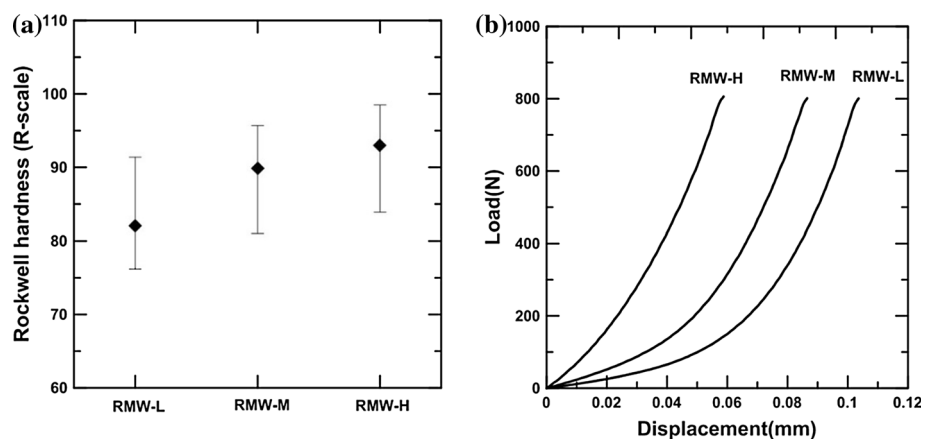 (a)
110
100
90
80
70
60
Rockwell hardness (R-scale)
RMW-L
RMW-M
RMW-H
(b)
1000
800
600
400
200
0
Load(N)
RMW-H
RMW-M
RMW-L
0
0.02
0.04
0.06
0.08
0.1
0.12
Displacement(mm)